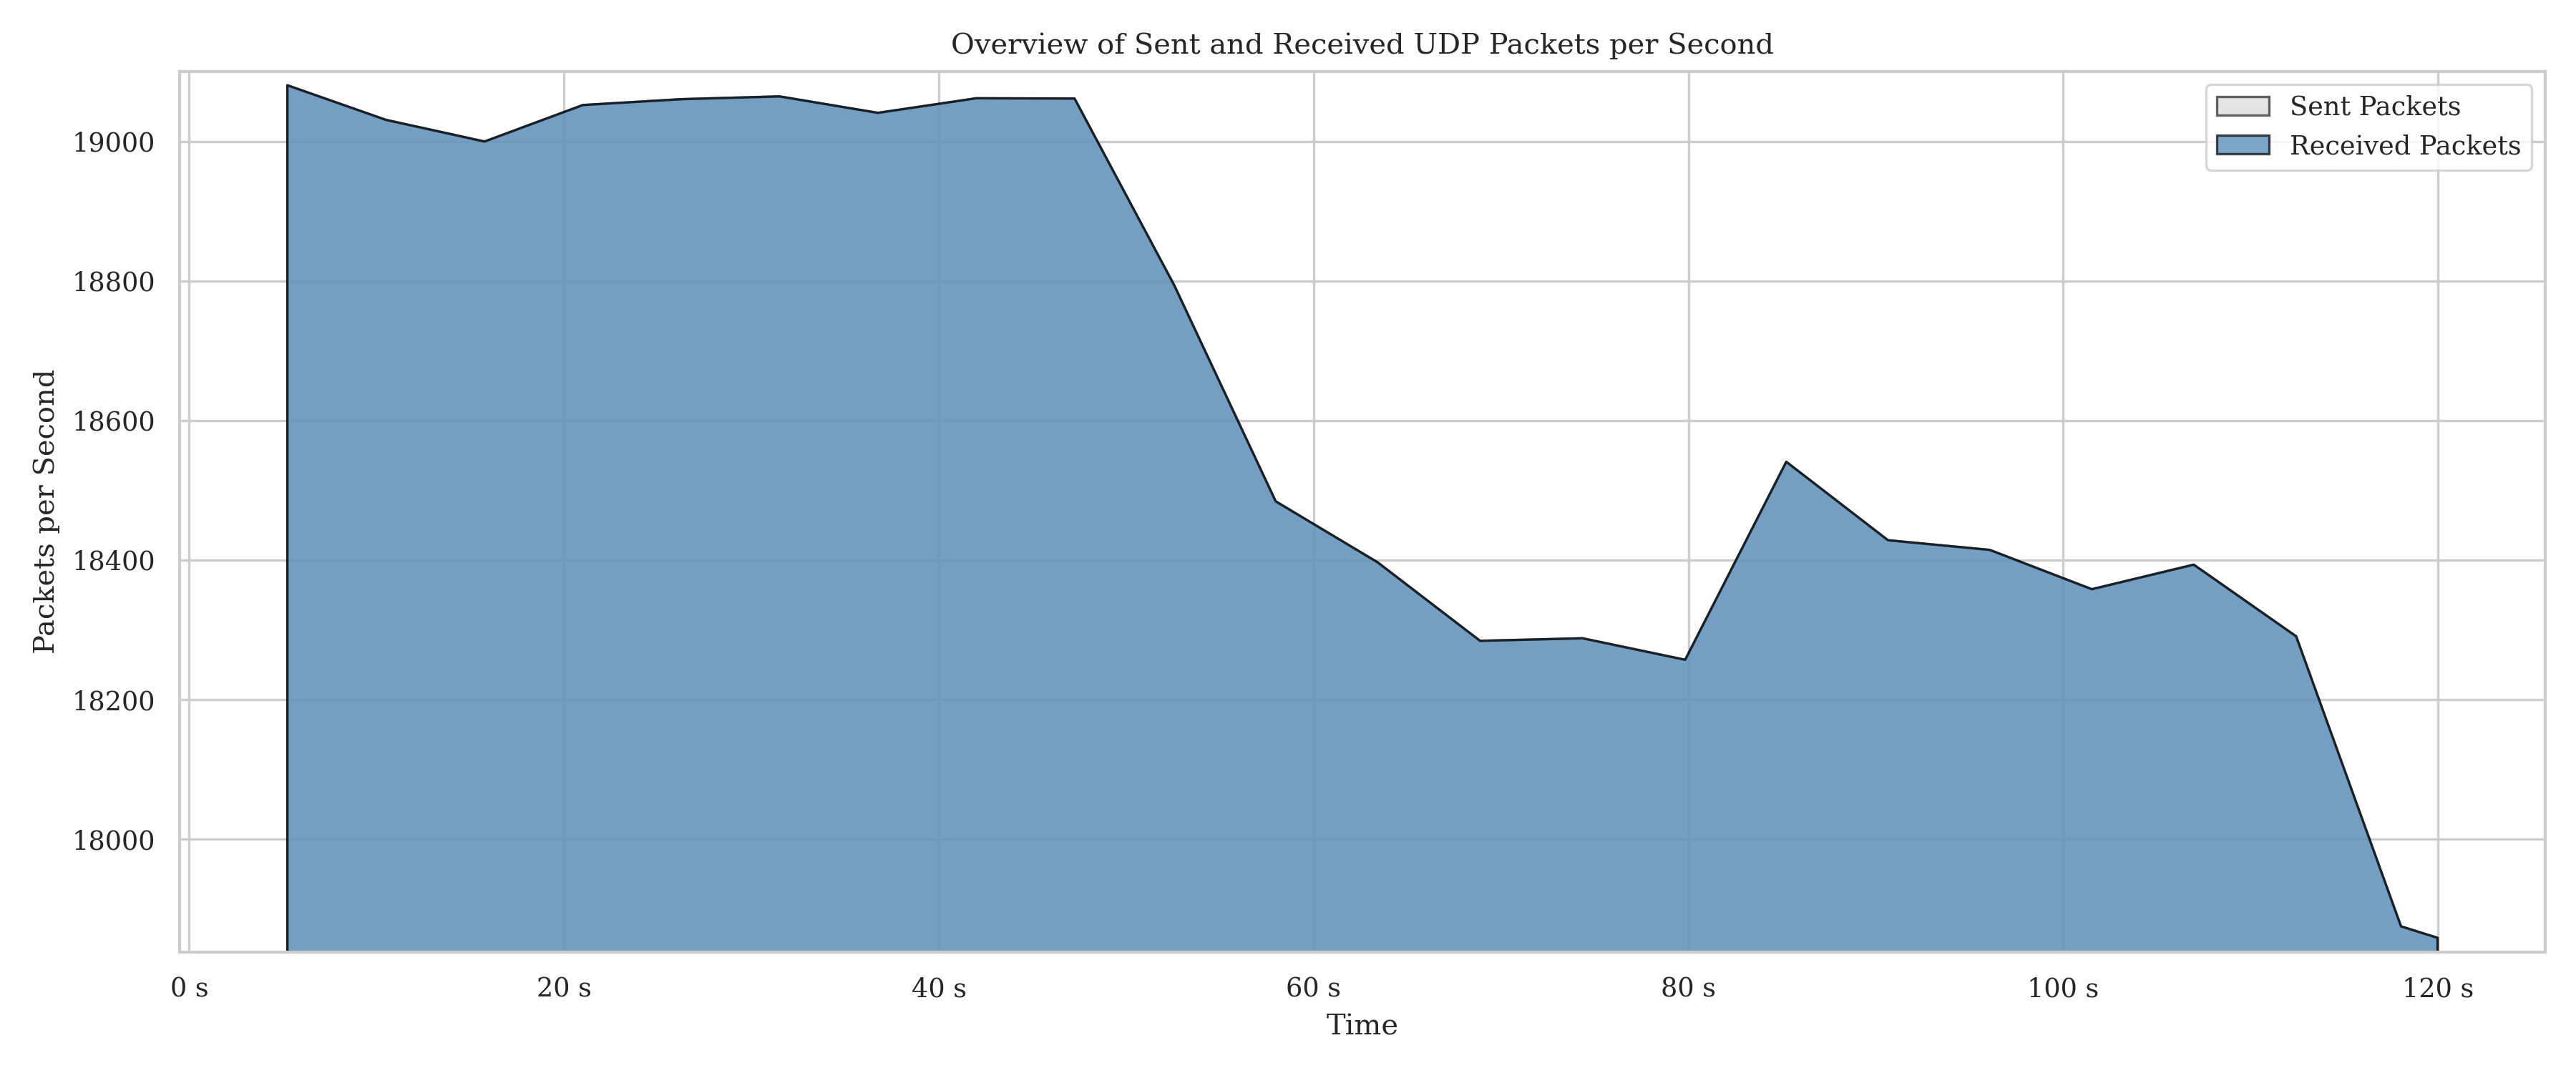 Overview of Sent and Received UDP Packets per Second
Sent Packets
Received Packets
Packets per Second
19000
18800
18600
18400
18200
18000
0 s 20 s 40 s 60 s 80 s 100 s 120 s
Time